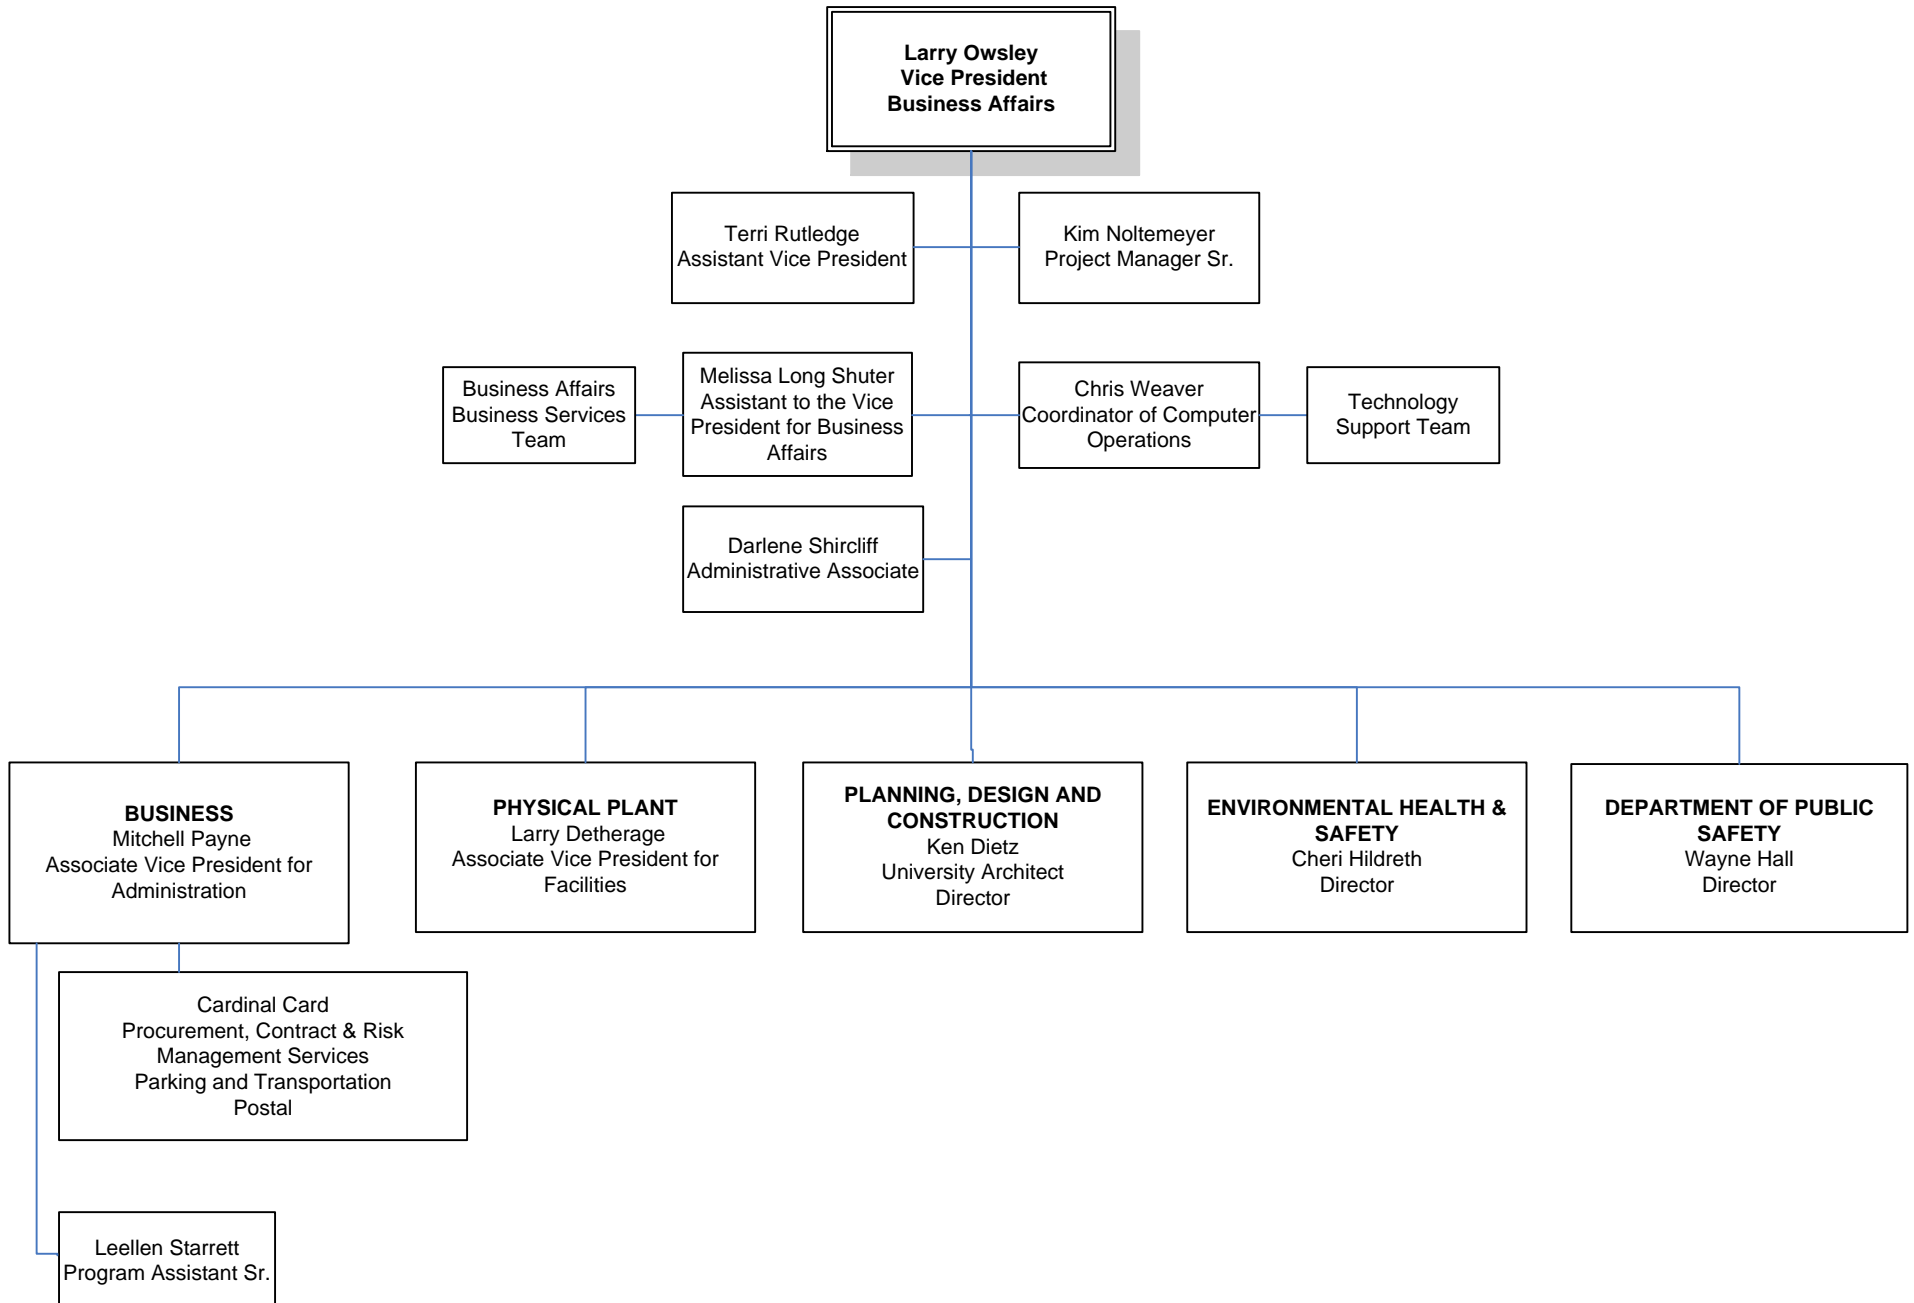 Larry Owsley
Vice President
Business Affairs
Terri Rutledge
Assistant Vice President
Kim Noltemeyer
Project Manager Sr.
Business Affairs
Business Services
Team
Melissa Long Shuter
Assistant to the Vice
President for Business
Affairs
Chris Weaver
Coordinator of Computer
Operations
Technology
Support Team
Darlene Shircliff
Administrative Associate
BUSINESS
Mitchell Payne
Associate Vice President for
Administration
PHYSICAL PLANT
Larry Detherage
Associate Vice President for
Facilities
PLANNING, DESIGN AND
CONSTRUCTION
Ken Dietz
University Architect
Director
ENVIRONMENTAL HEALTH &
SAFETY
Cheri Hildreth
Director
DEPARTMENT OF PUBLIC
SAFETY
Wayne Hall
Director
Cardinal Card
Procurement, Contract & Risk
Management Services
Parking and Transportation
Postal
Leellen Starrett
Program Assistant Sr.